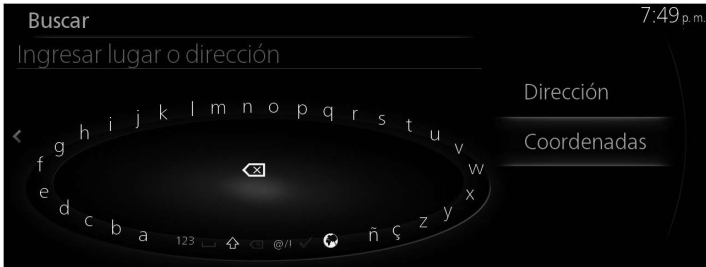 Buscar
7:49 p. m.
Ingresar lugar o dirección
Dirección
Coordenadas
a b c d e f g h i j k l m n o p q r s t u v w x y z ç ñ
123 @/!